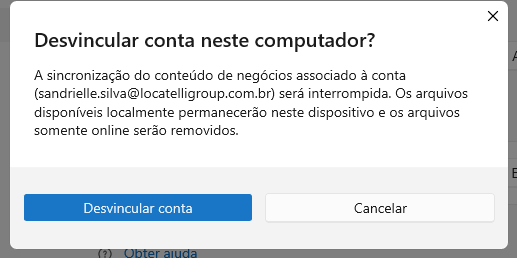 Desvincular conta neste computador?
A sincronização do conteúdo de negócios associado à conta
(sandrielle.silva@locatelligroup.com.br) será interrompida. Os arquivos
disponíveis localmente permanecerão neste dispositivo e os arquivos
somente online serão removidos.
Desvincular conta
Cancelar
Obter ajuda